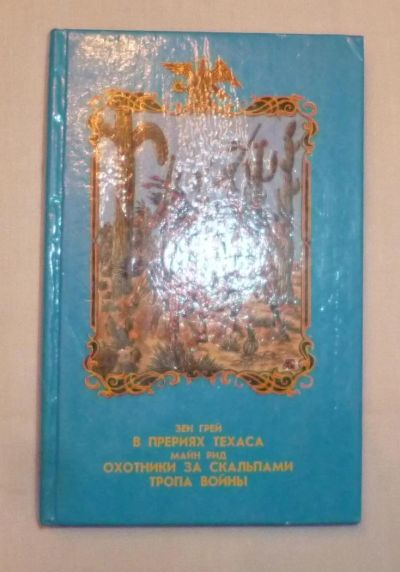 ЗЕН ГРЕЙ
В ПРЕРИЯХ ТЕХАСА
МАЙН РИД
ОХОТНИКИ ЗА СКАЛЬПАМИ
ТРОПА ВОЙНЫ